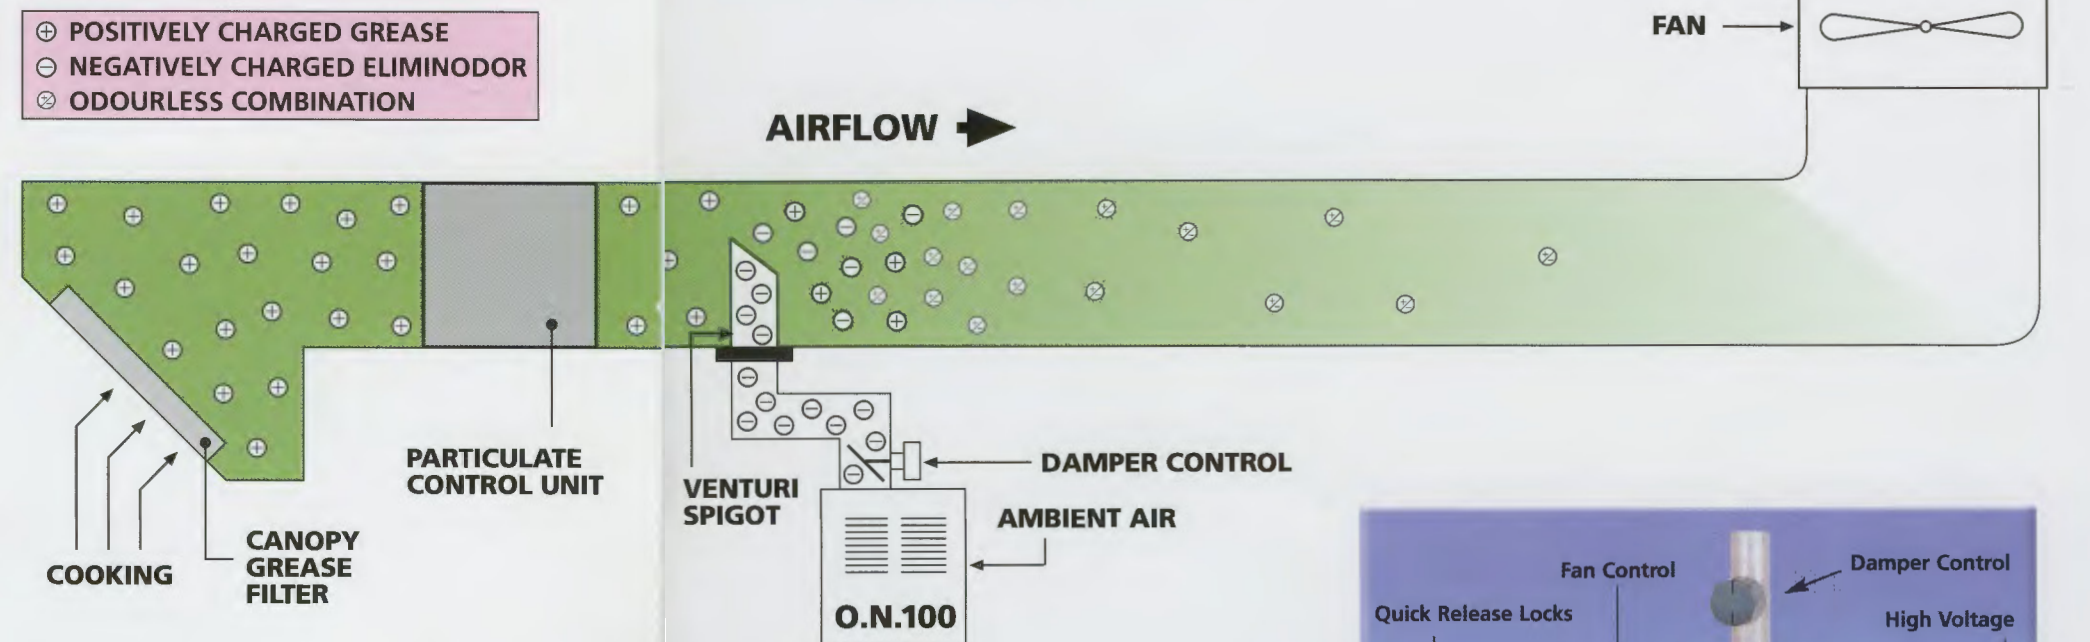 ⊕ POSITIVELY CHARGED GREASE
⊖ NEGATIVELY CHARGED ELIMINODOR
ODOURLESS COMBINATION
FAN
AIRFLOW
PARTICULATE
CONTROL UNIT
VENTURI
SPIGOT
DAMPER CONTROL
AMBIENT AIR
COOKING
CANOPY
GREASE
FILTER
O.N.100
Fan Control
Damper Control
Quick Release Locks
High Voltage